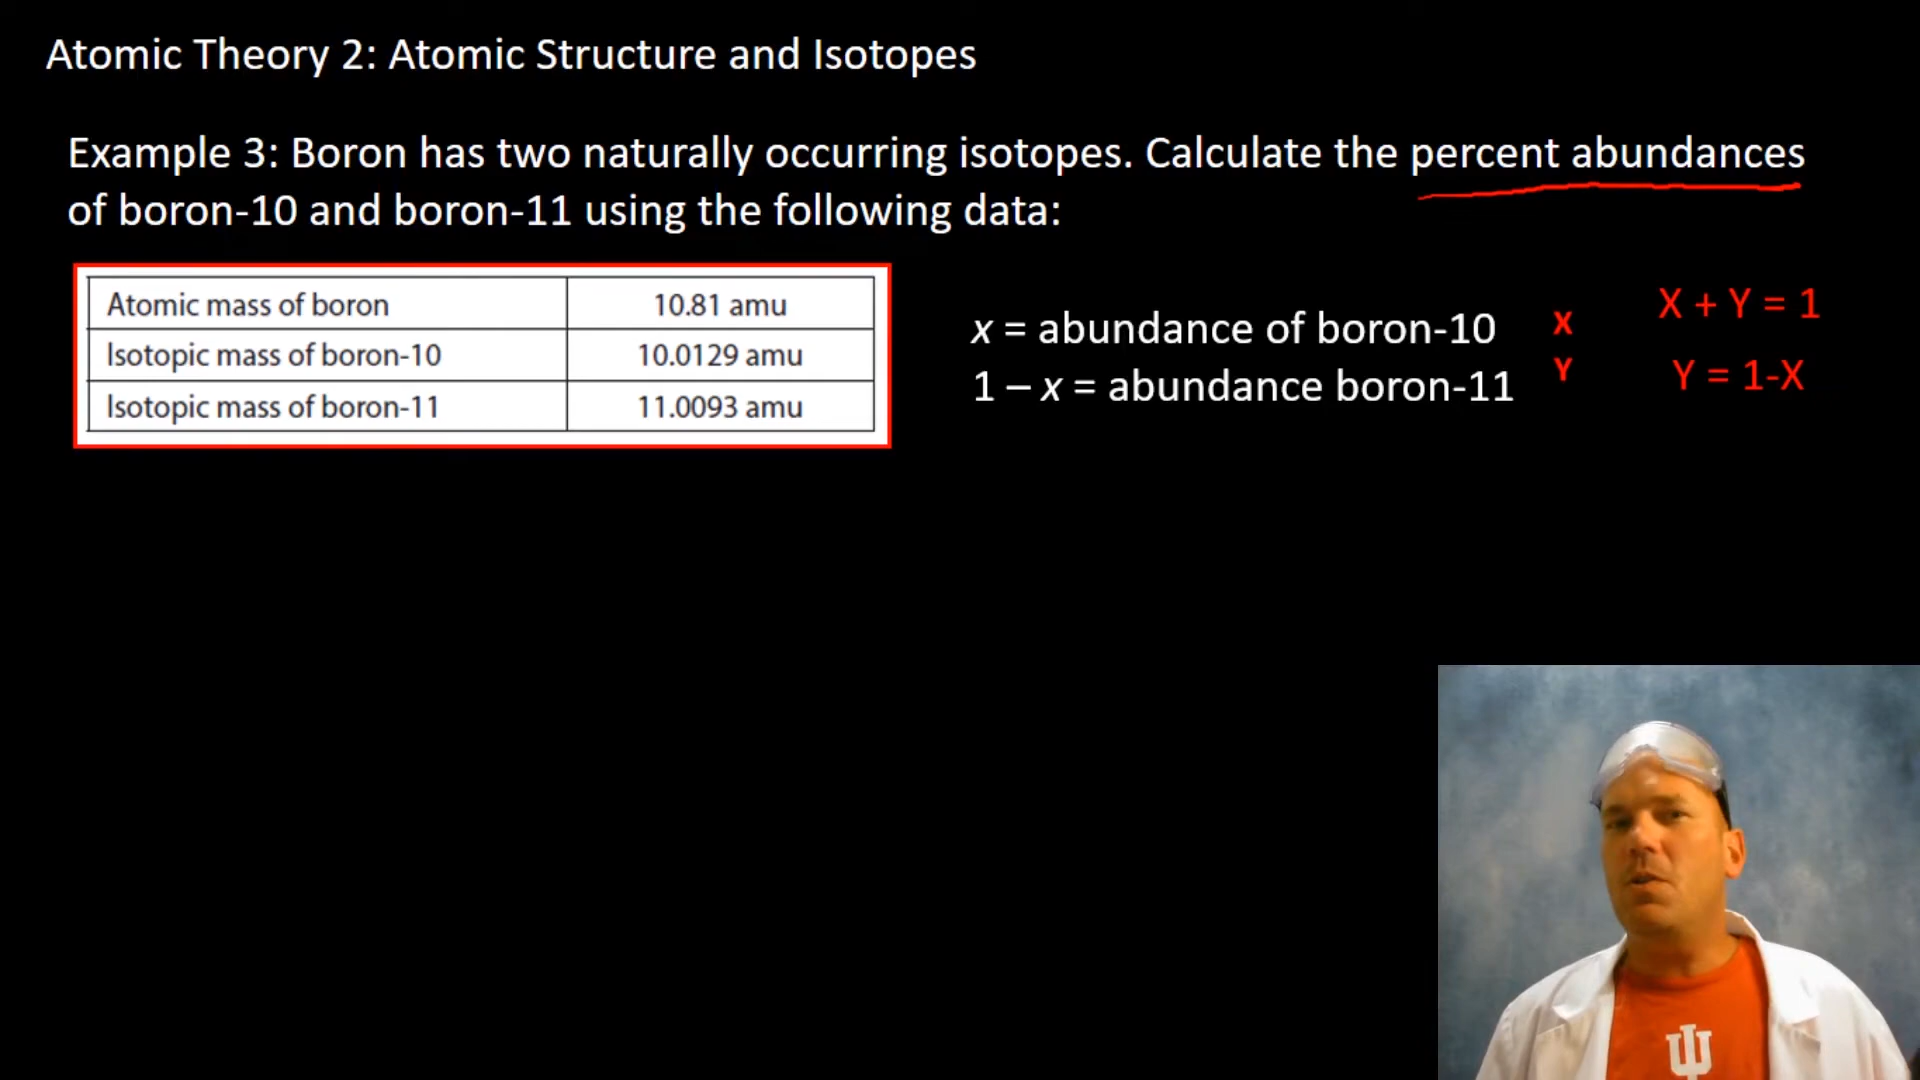 Atomic Theory 2: Atomic Structure and Isotopes
Example 3: Boron has two naturally occurring isotopes. Calculate the percent abundances
of boron-10 and boron-11 using the following data:
Atomic mass of boron 10.81 amu
Isotopic mass of boron-10 10.0129 amu
Isotopic mass of boron-11 11.0093 amu
x = abundance of boron-10 X
1 – x = abundance boron-11 Y
X + Y = 1
Y = 1-X
IU